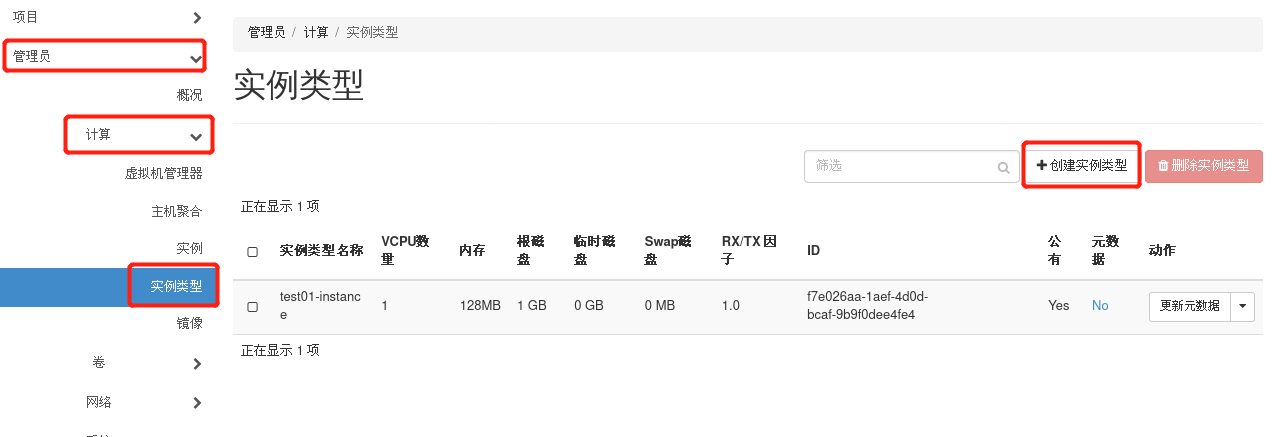 项目
管理员
概况
计算
虚拟机管理器
主机聚合
实例
实例类型
镜像
卷
网络
管理员 / 计算 / 实例类型
实例类型
筛选
创建实例类型
删除实例类型
正在显示 1 项
实例类型名称 VCPU数量 内存 根磁盘 临时磁盘 Swap磁盘 RX/TX 因子 ID 公有 元数据 动作
test01-instance 1 128MB 1 GB 0 GB 0 MB 1.0 f7e026aa-1aef-4d0d-bcaf-9b9f0dee4fe4 Yes No 更新元数据
正在显示 1 项